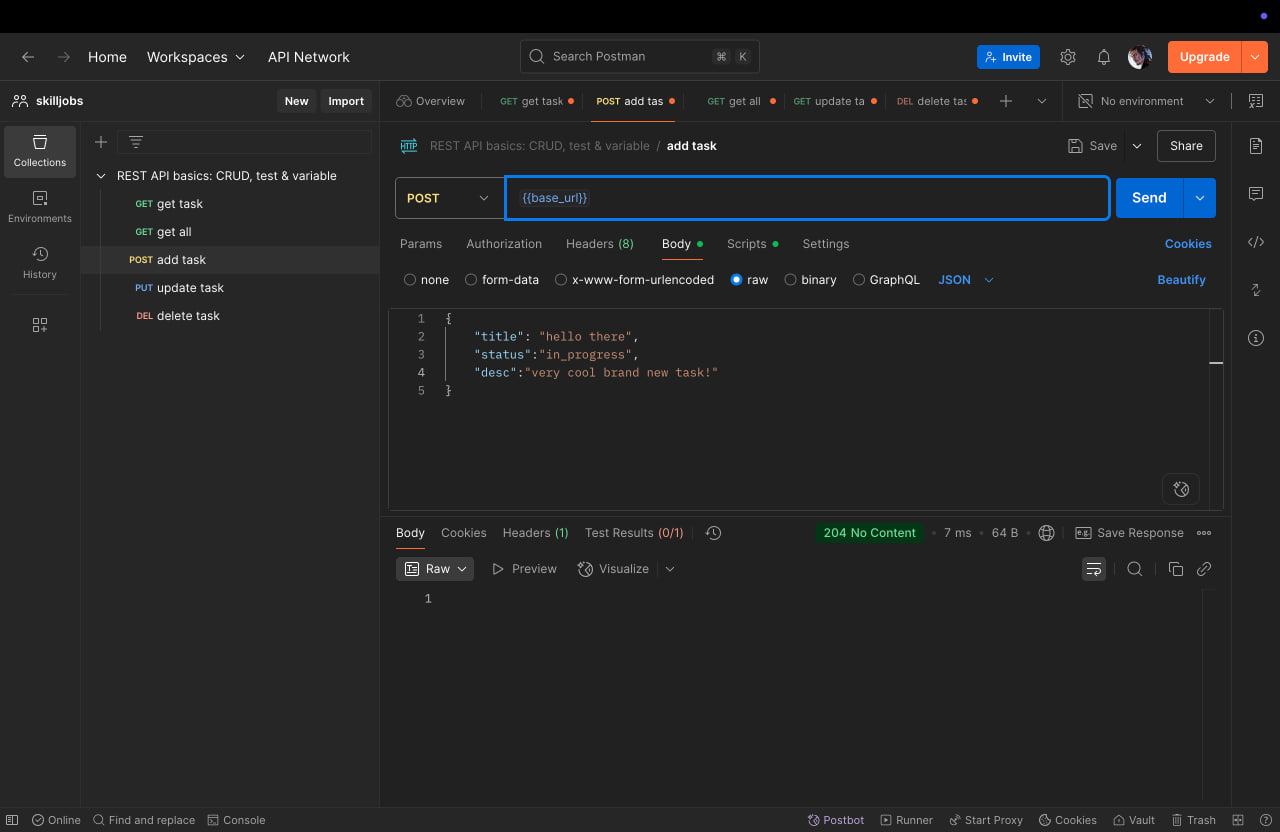 Home Workspaces API Network Search Postman ⌘ K Invite Upgrade
skilljobs New Import Overview GET get task POST add tas GET get all GET update ta DEL delete tas No environment
Collections
Environments
History
REST API basics: CRUD, test & variable
GET get task
GET get all
POST add task
PUT update task
DEL delete task
HTTP REST API basics: CRUD, test & variable / add task Save Share
POST {{base_url}} Send
Params Authorization Headers (8) Body Scripts Settings Cookies
none form-data x-www-form-urlencoded raw binary GraphQL JSON Beautify
1 {
2 "title": "hello there",
3 "status":"in_progress",
4 "desc":"very cool brand new task!"
5 }
Body Cookies Headers (1) Test Results (0/1) 204 No Content 7 ms 64 B e.g. Save Response
Raw Preview Visualize
1
Online Find and replace Console Postbot Runner Start Proxy Cookies Vault Trash